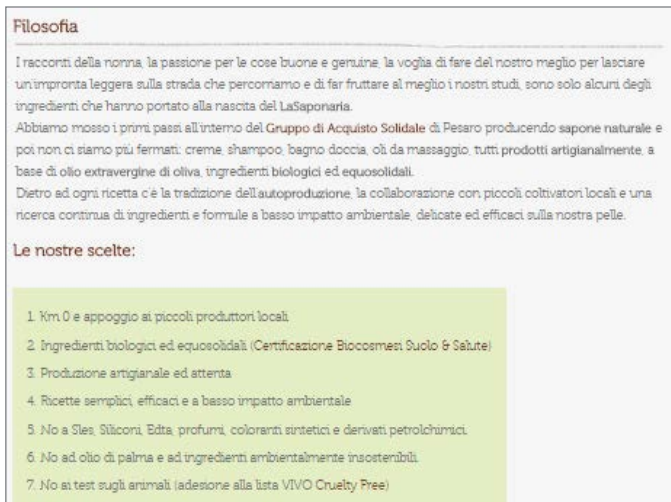 Filosofia
I racconti della nonna, la passione per le cose buone e genuine, la voglia di fare del nostro meglio per lasciare
un'impronta leggera sulla strada che percorriamo e di far fruttare al meglio i nostri studi, sono solo alcuni degli
ingredienti che hanno portato alla nascita del LaSaponaria.
Abbiamo mosso i primi passi all'interno del Gruppo di Acquisto Solidale di Pesaro producendo sapone naturale e
poi non ci siamo più fermati: creme, shampoo, bagno doccia, oli da massaggio, tutti prodotti artigianalmente, a
base di olio extravergine di oliva, ingredienti biologici ed equosolidali.
Dietro ad ogni ricetta c'è la tradizione dell'autoproduzione, la collaborazione con piccoli coltivatori locali e una
ricerca continua di ingredienti e formule a basso impatto ambientale, delicate ed efficaci sulla nostra pelle.
Le nostre scelte:
1. Km 0 e appoggio ai piccoli produttori locali
2. Ingredienti biologici ed equosolidali (Certificazione Biocosmesi Suolo & Salute)
3. Produzione artigianale ed attenta
4. Ricette semplici, efficaci e a basso impatto ambientale
5. No a Sles, Siliconi, Edta, profumi, coloranti sintetici e derivati petrolchimici.
6. No ad olio di palma e ad ingredienti ambientalmente insostenibili.
7. No ai test sugli animali (adesione alla lista VIVO Cruelty Free)